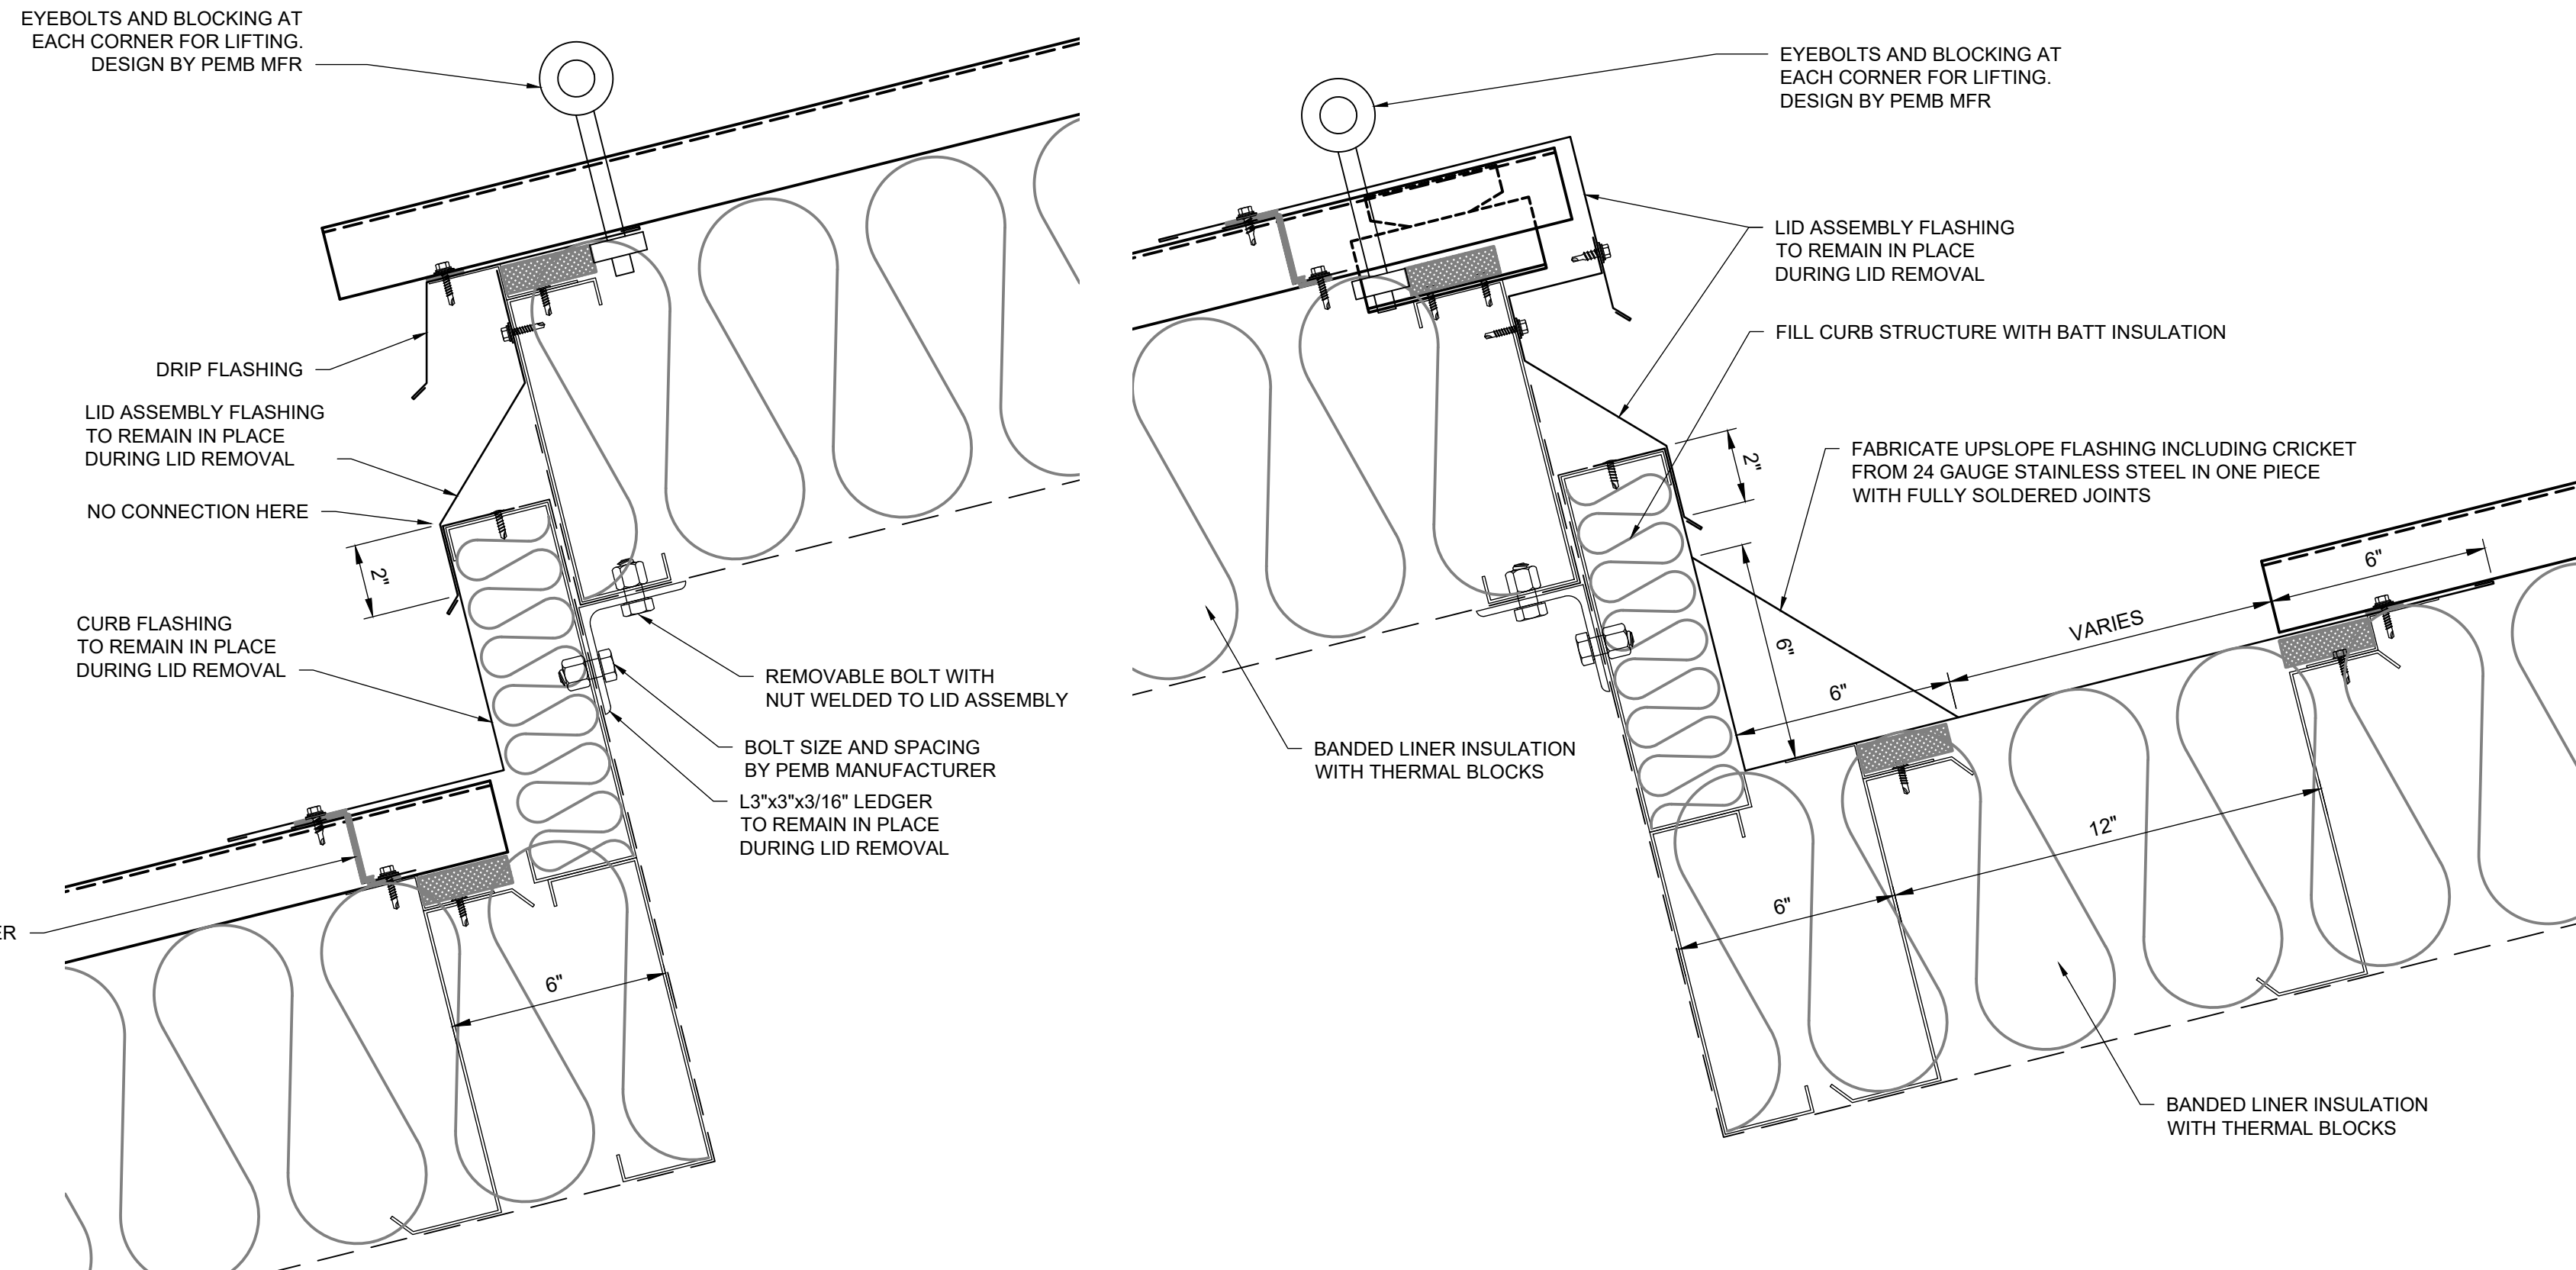 EYEBOLTS AND BLOCKING AT
EACH CORNER FOR LIFTING.
DESIGN BY PEMB MFR
DRIP FLASHING
LID ASSEMBLY FLASHING
TO REMAIN IN PLACE
DURING LID REMOVAL
NO CONNECTION HERE
2"
CURB FLASHING
TO REMAIN IN PLACE
DURING LID REMOVAL
REMOVABLE BOLT WITH
NUT WELDED TO LID ASSEMBLY
BOLT SIZE AND SPACING
BY PEMB MANUFACTURER
L3"x3"x3/16" LEDGER
TO REMAIN IN PLACE
DURING LID REMOVAL
6"
EYEBOLTS AND BLOCKING AT
EACH CORNER FOR LIFTING.
DESIGN BY PEMB MFR
LID ASSEMBLY FLASHING
TO REMAIN IN PLACE
DURING LID REMOVAL
FILL CURB STRUCTURE WITH BATT INSULATION
2"
FABRICATE UPSLOPE FLASHING INCLUDING CRICKET
FROM 24 GAUGE STAINLESS STEEL IN ONE PIECE
WITH FULLY SOLDERED JOINTS
6"
VARIES
6"
6"
BANDED LINER INSULATION
WITH THERMAL BLOCKS
12"
6"
BANDED LINER INSULATION
WITH THERMAL BLOCKS